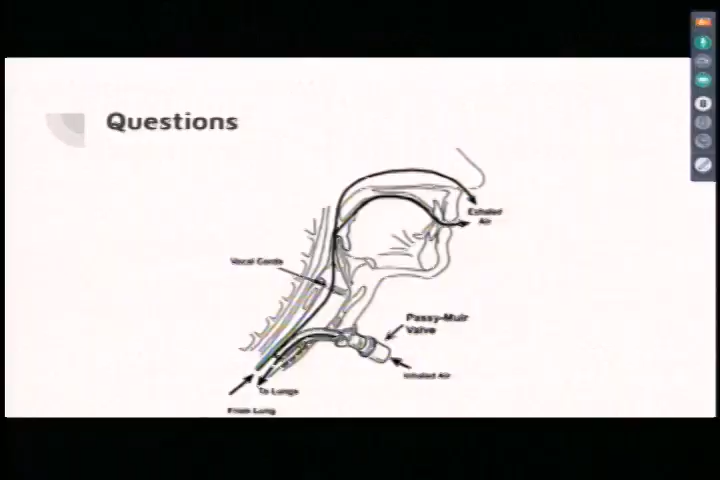 Questions
Exhaled
Air
Vocal Cords
Passy-Muir
Valve
Inhaled Air
To Lungs
From Lung